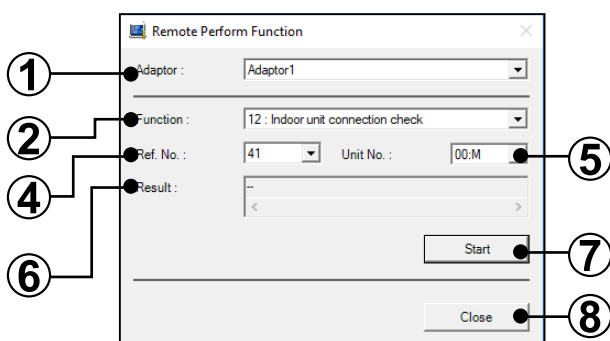 Remote Perform Function
1 Adaptor : Adaptor1
2 Function : 12 : Indoor unit connection check
4 Ref. No. : 41 Unit No. : 00:M 5
6 Result : --
Start 7
Close 8